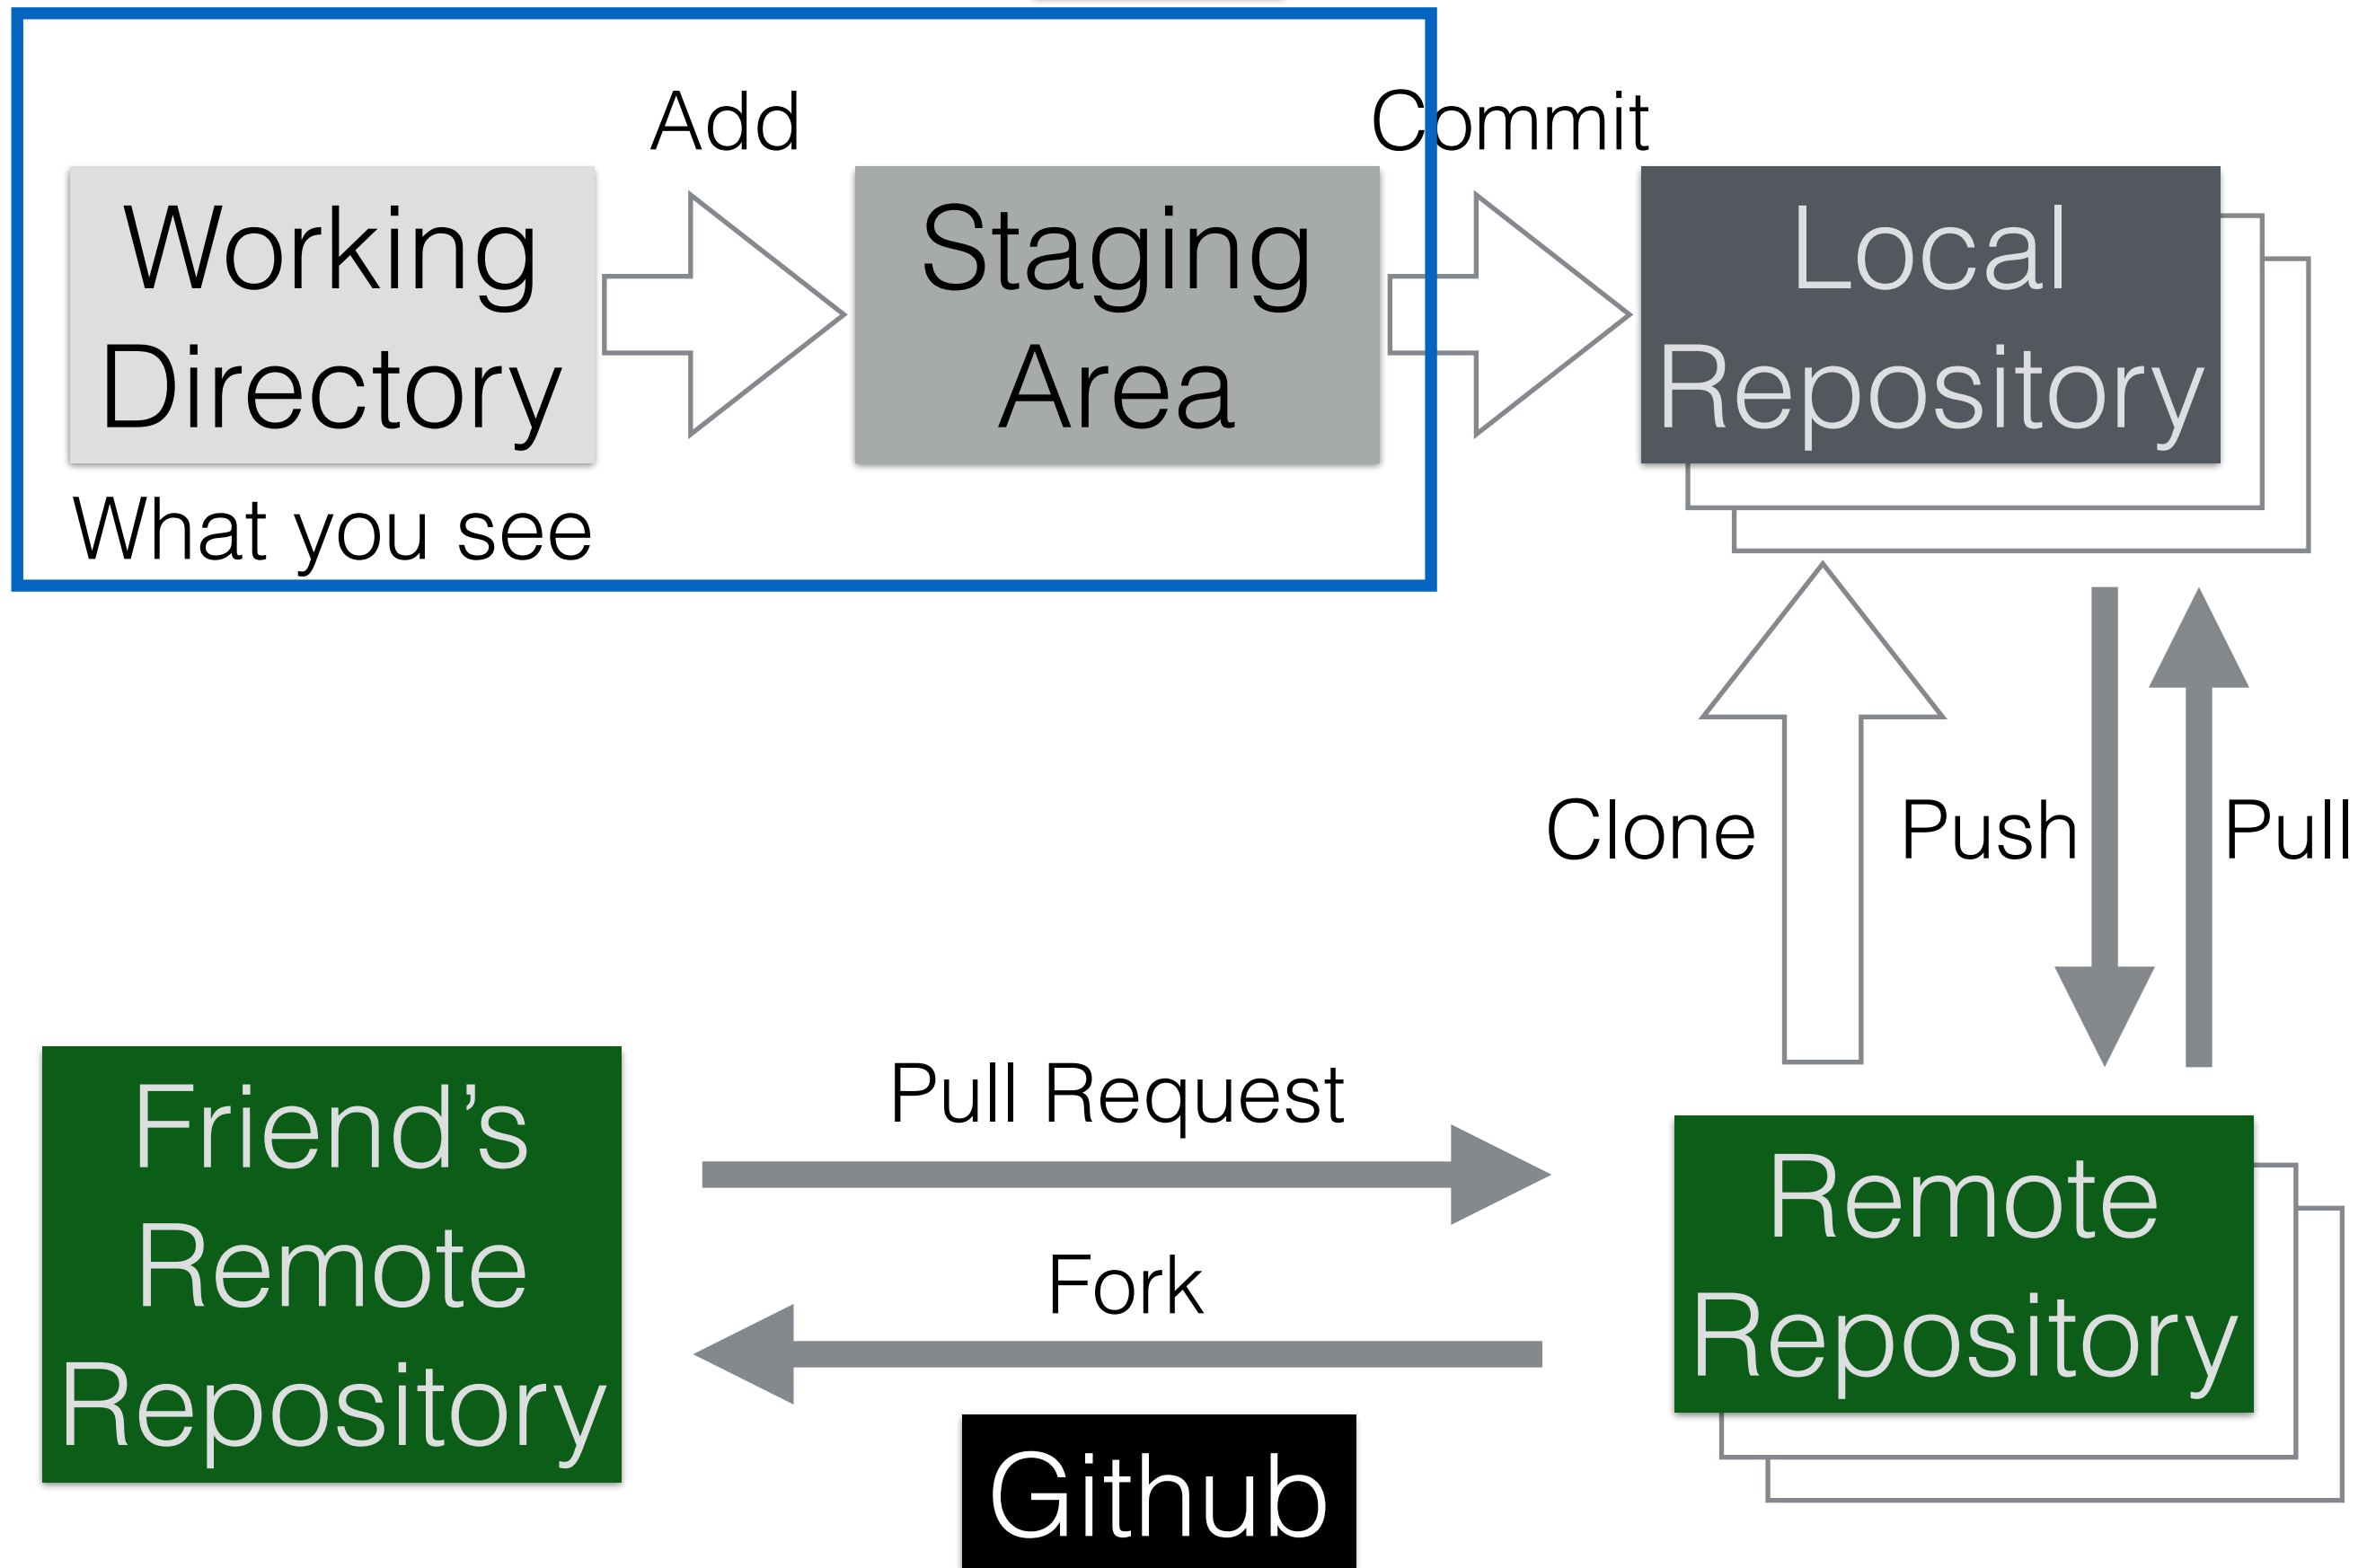 Add
Commit
Working
Directory
Staging
Area
Local
Repository
What you see
Clone
Push
Pull
Friend’s
Remote
Repository
Pull Request
Fork
Remote
Repository
Github